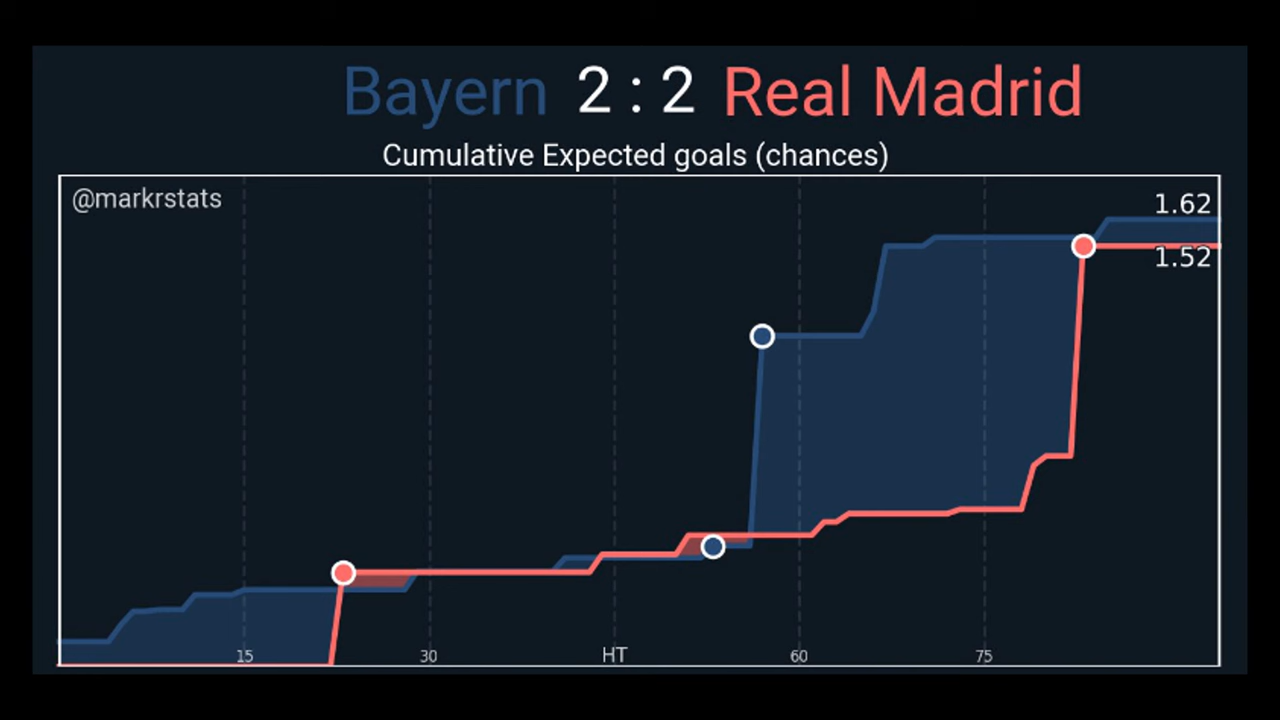 Bayern 2 : 2 Real Madrid
Cumulative Expected goals (chances)
@markrstats
1.62
1.52
15 30 HT 60 75